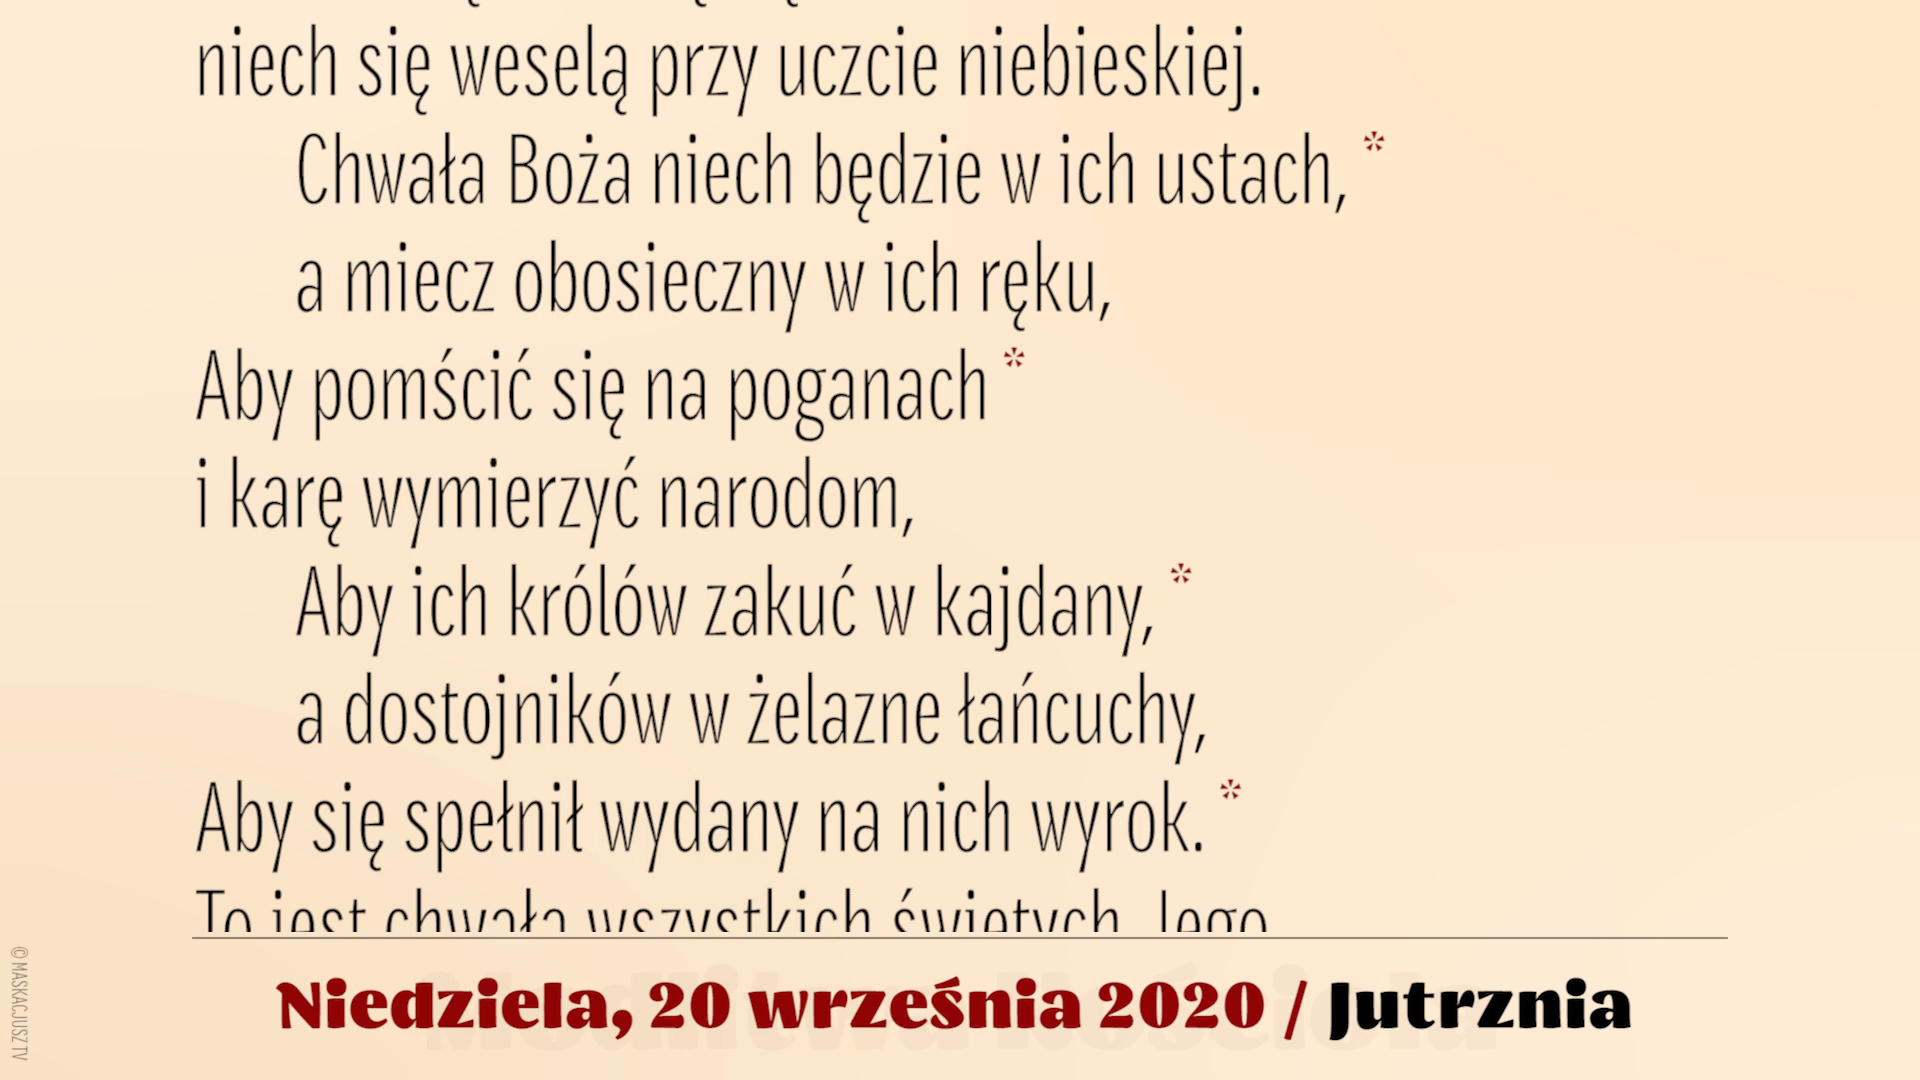 niech się weselą przy uczcie niebieskiej.
Chwała Boża niech będzie w ich ustach, *
a miecz obosieczny w ich ręku,
Aby pomścić się na poganach *
i karę wymierzyć narodom,
Aby ich królów zakuć w kajdany, *
a dostojników w żelazne łańcuchy,
Aby się spełnił wydany na nich wyrok. *
To jest chwała wszystkich świętych Jego
Niedziela, 20 września 2020 / Jutrznia
© MASKACJUSZ TV